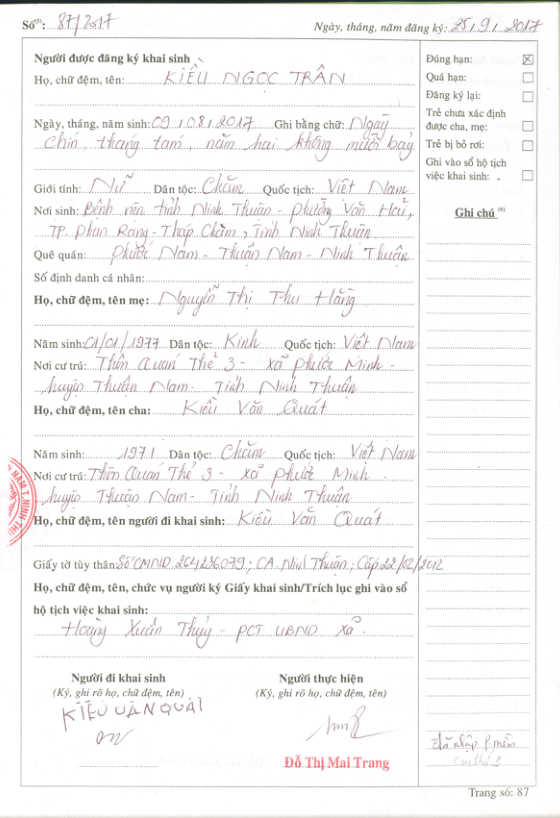 Số⁽⁵⁾: 87/2017
Ngày, tháng, năm đăng ký: 25/9/2017
Người được đăng ký khai sinh
Họ, chữ đệm, tên: KIỀU NGỌC TRÂN
Ngày, tháng, năm sinh: 09/08/2017 Ghi bằng chữ: Ngày
chín, tháng tám, năm hai không mười bảy
Giới tính: Nữ Dân tộc: Chăm Quốc tịch: Việt Nam
Nơi sinh: Bệnh viện tỉnh Ninh Thuận - phường Văn Hải,
TP. Phan Rang - Tháp Chàm, Tỉnh Ninh Thuận
Quê quán: Phước Nam - Thuận Nam - Ninh Thuận
Số định danh cá nhân:
Họ, chữ đệm, tên mẹ: Nguyễn Thị Thu Hằng
Năm sinh: 01/01/1977 Dân tộc: Kinh Quốc tịch: Việt Nam
Nơi cư trú: Thôn Quán Thẻ 3 - xã Phước Minh -
huyện Thuận Nam - Tỉnh Ninh Thuận
Họ, chữ đệm, tên cha: Kiều Văn Quát
Năm sinh: 1971 Dân tộc: Chăm Quốc tịch: Việt Nam
Nơi cư trú: Thôn Quán Thẻ 3 - xã Phước Minh -
huyện Thuận Nam - Tỉnh Ninh Thuận
Họ, chữ đệm, tên người đi khai sinh: Kiều Văn Quát
Giấy tờ tùy thân: Số CMND 264236079; CA. Ninh Thuận; Cấp 22/02/2012
Họ, chữ đệm, tên, chức vụ người ký Giấy khai sinh/Trích lục ghi vào sổ
hộ tịch việc khai sinh:
Hoàng Xuân Thủy - PCT UBND xã.
Người đi khai sinh
(Ký, ghi rõ họ, chữ đệm, tên)
KIỀU VĂN QUÁT
Người thực hiện
(Ký, ghi rõ họ, chữ đệm, tên)
Đỗ Thị Mai Trang
Đúng hạn: ☒
Quá hạn: ☐
Đăng ký lại: ☐
Trẻ chưa xác định
được cha, mẹ: ☐
Trẻ bị bỏ rơi: ☐
Ghi vào sổ hộ tịch
việc khai sinh: ☐
Ghi chú ⁽⁶⁾
đã nhập p.mềm
Con thứ 3
NAM T. NINH THU
Trang số: 87